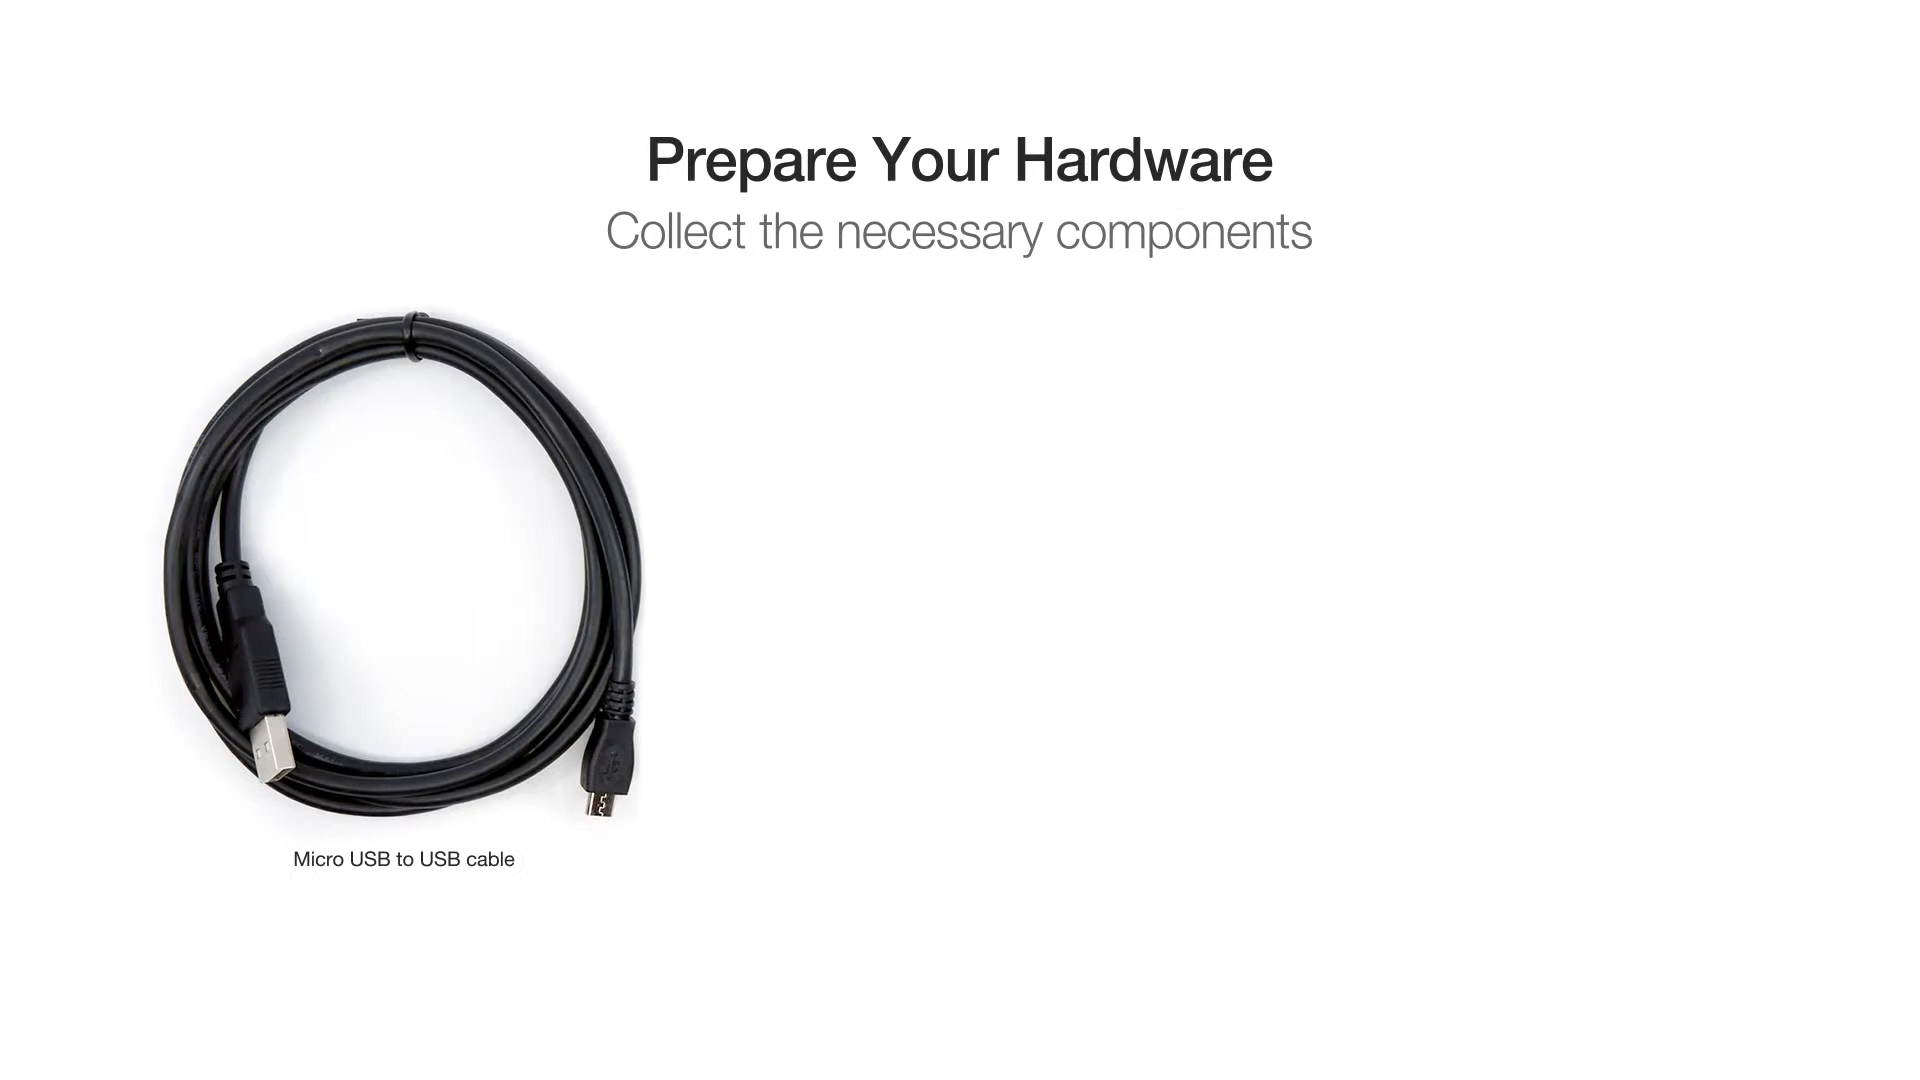 Prepare Your Hardware
Collect the necessary components
Micro USB to USB cable